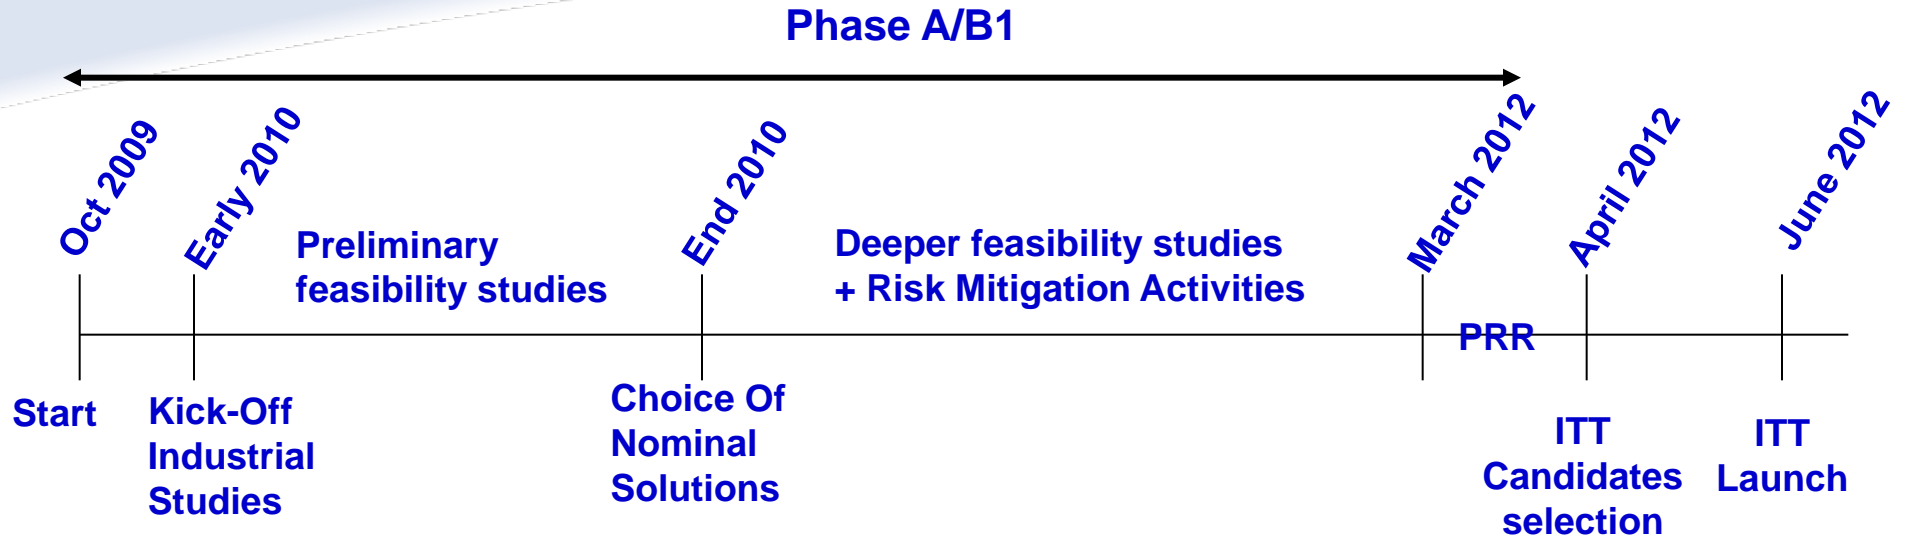 Phase A/B1
Oct 2009
Early 2010
End 2010
March 2012
April 2012
June 2012
Preliminary
feasibility studies
Deeper feasibility studies
+ Risk Mitigation Activities
PRR
Start
Kick-Off
Industrial
Studies
Choice Of
Nominal
Solutions
ITT
Candidates
selection
ITT
Launch